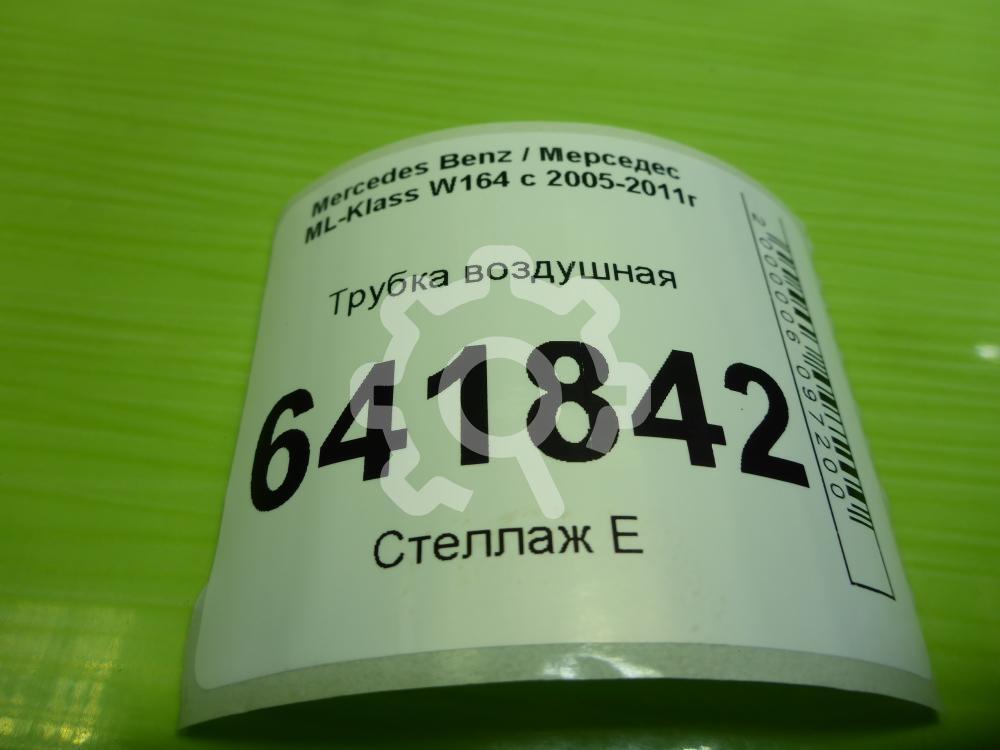 Mercedes Benz / Мерседес
ML-Klass W164 с 2005-2011г
Трубка воздушная
641842
Стеллаж Е
2000006097200